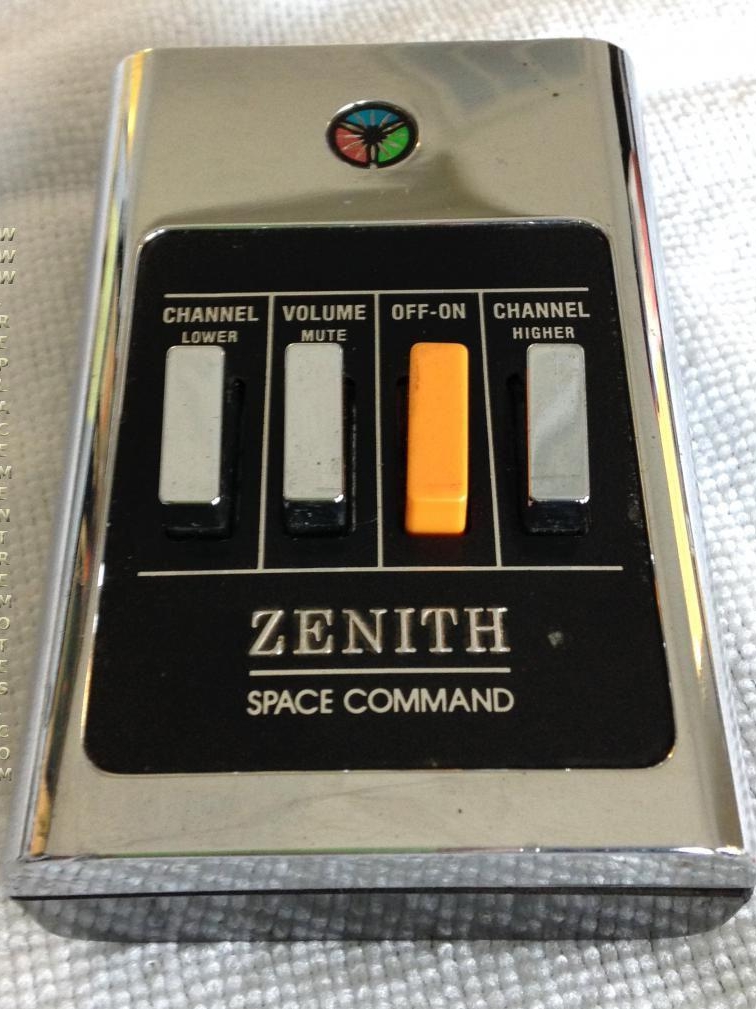 CHANNEL
LOWER
VOLUME
MUTE
OFF-ON
CHANNEL
HIGHER
ZENITH
SPACE COMMAND
WWW.REPLACEMENTREMOTES.COM